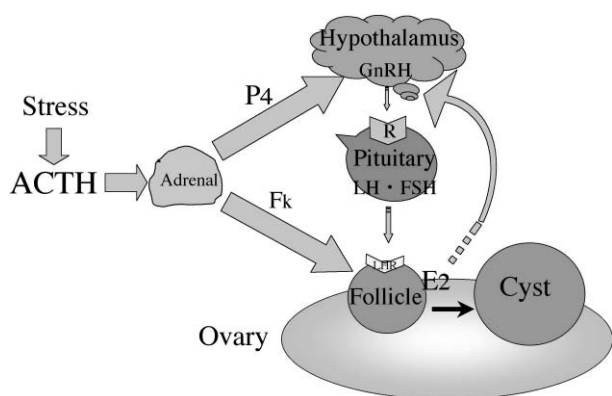 Hypothalamus
GnRH
P4
Stress
R
ACTH
Adrenal
Pituitary
LH・FSH
Fk
LHR
E2
Follicle
Cyst
Ovary